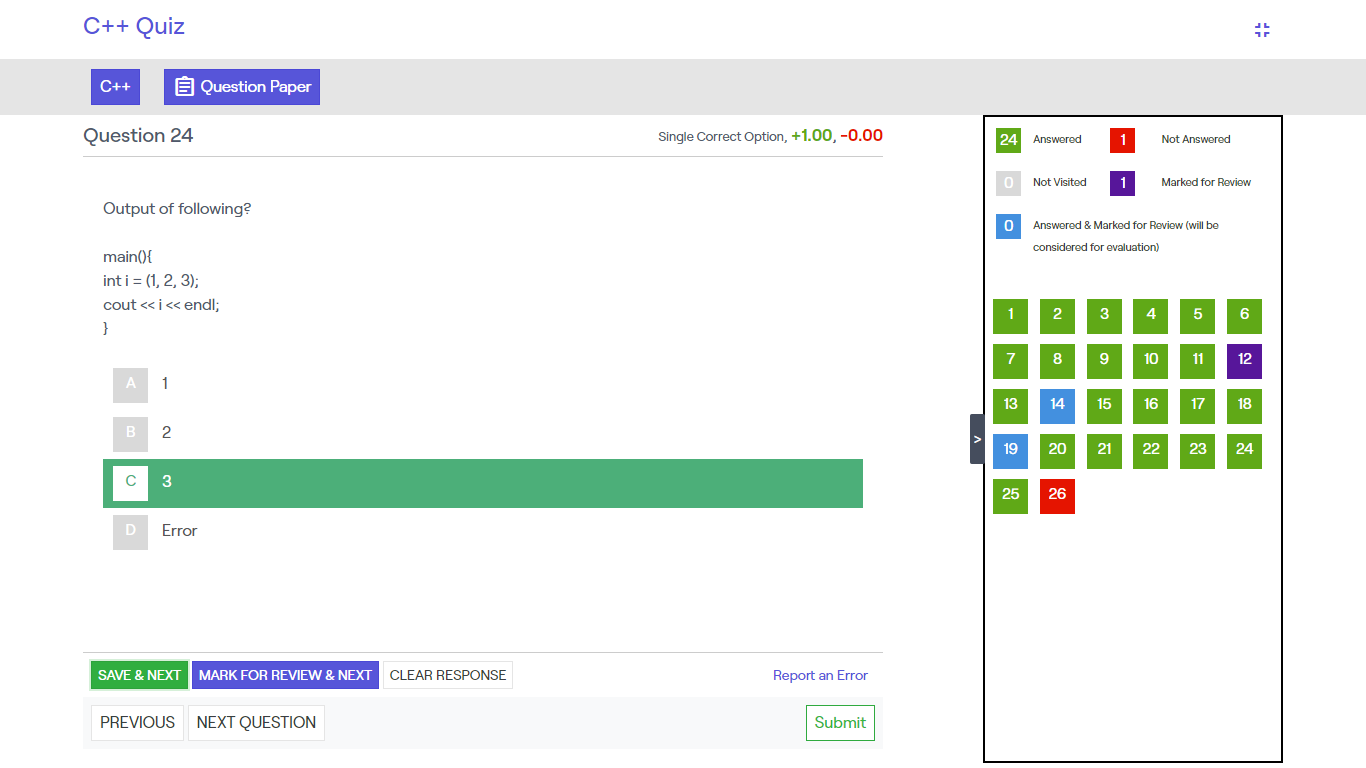 C++ Quiz
C++
Question Paper
Question 24
Single Correct Option, +1.00, -0.00
Output of following?
main(){
int i = (1, 2, 3);
cout << i << endl;
}
A 1
B 2
C 3
D Error
SAVE & NEXT
MARK FOR REVIEW & NEXT
CLEAR RESPONSE
Report an Error
PREVIOUS
NEXT QUESTION
Submit
>
24 Answered
1 Not Answered
0 Not Visited
1 Marked for Review
0 Answered & Marked for Review (will be
considered for evaluation)
1 2 3 4 5 6
7 8 9 10 11 12
13 14 15 16 17 18
19 20 21 22 23 24
25 26